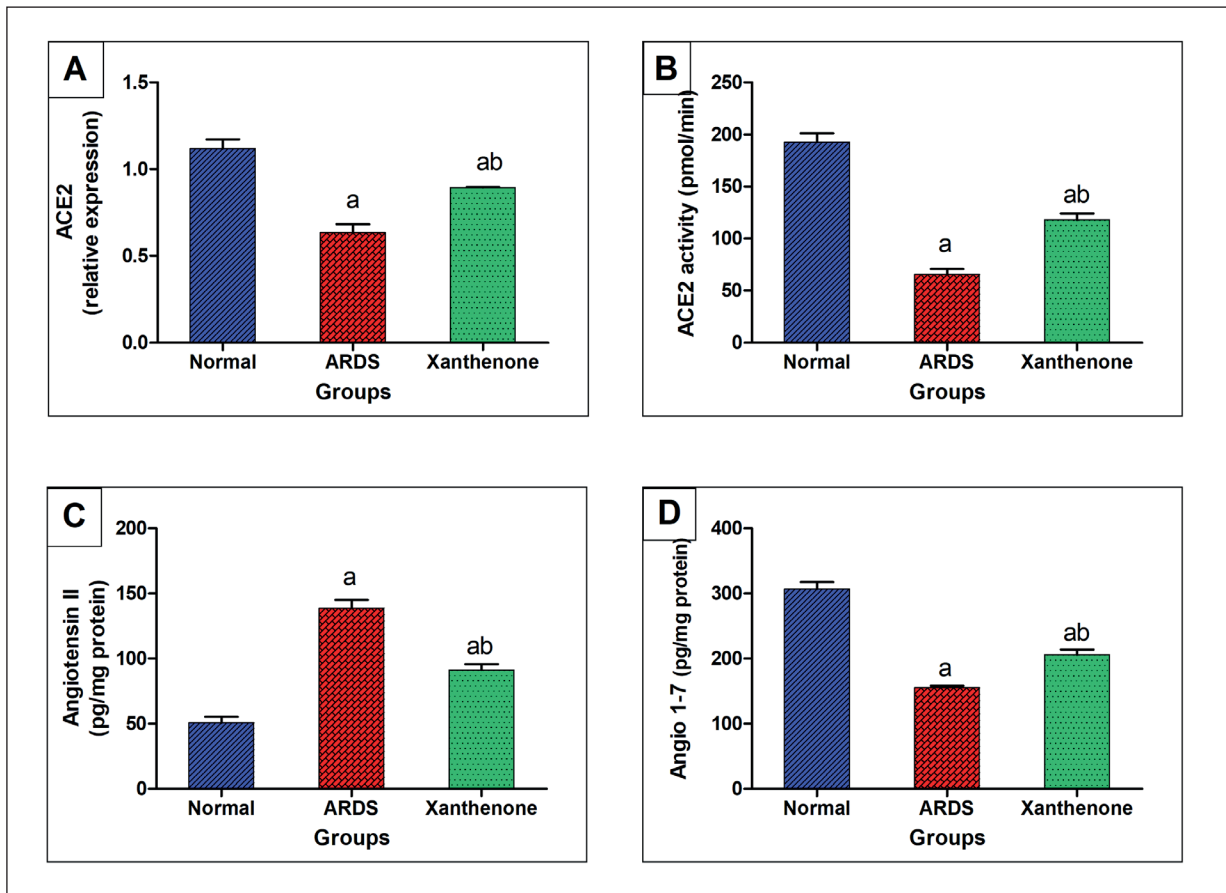 A
ACE2
(relative expression)
1.5
1.0
0.5
0.0
a
ab
Normal ARDS Xanthenone
Groups
B
ACE2 activity (pmol/min)
250
200
150
100
50
0
a
ab
Normal ARDS Xanthenone
Groups
C
Angiotensin II
(pg/mg protein)
200
150
100
50
0
a
ab
Normal ARDS Xanthenone
Groups
D
Angio 1-7 (pg/mg protein)
400
300
200
100
0
a
ab
Normal ARDS Xanthenone
Groups